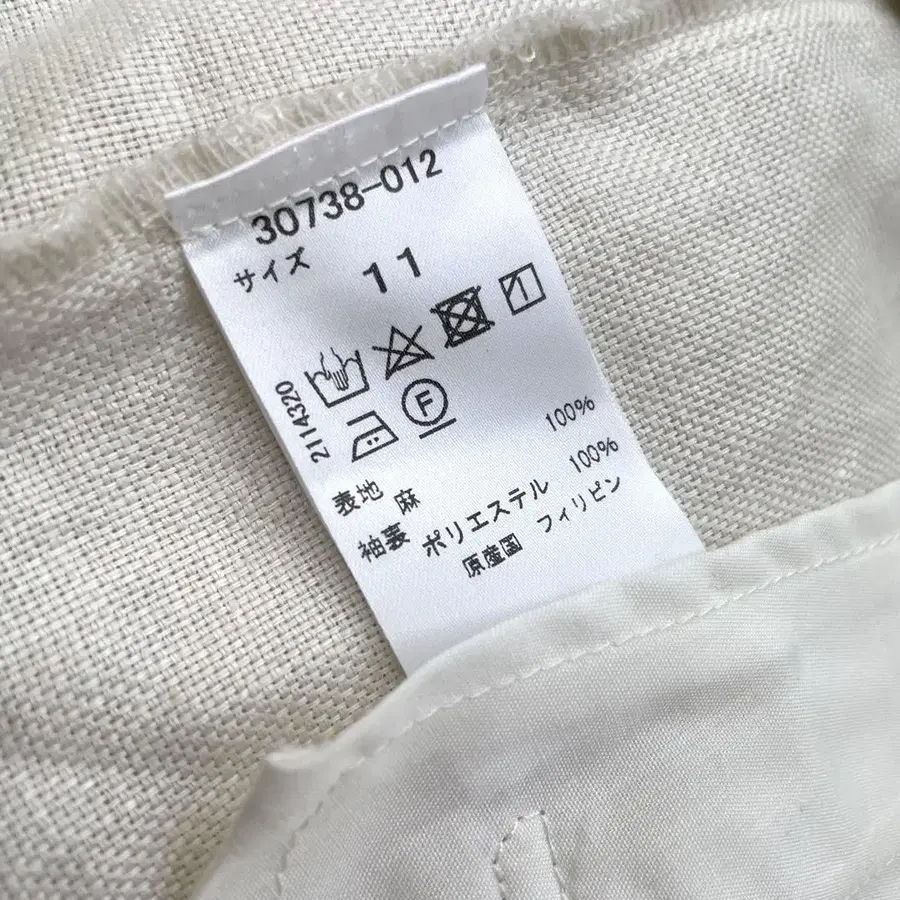 30738-012
サイズ 11
2114320
F
表地 麻 100%
袖裏 ポリエステル 100%
原産国 フィリピン